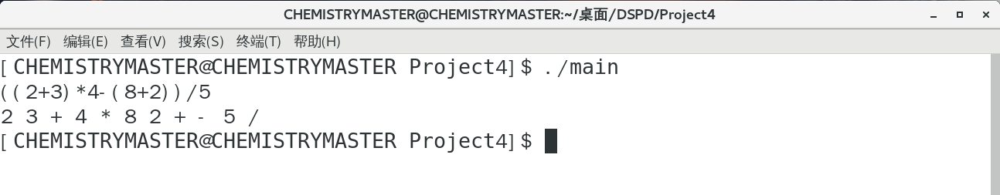 CHEMISTRYMASTER@CHEMISTRYMASTER:~/桌面/DSPD/Project4
文件(F) 编辑(E) 查看(V) 搜索(S) 终端(T) 帮助(H)
[CHEMISTRYMASTER@CHEMISTRYMASTER Project4]$ ./main
((2+3)*4-(8+2))/5
2 3 + 4 * 8 2 + - 5 /
[CHEMISTRYMASTER@CHEMISTRYMASTER Project4]$